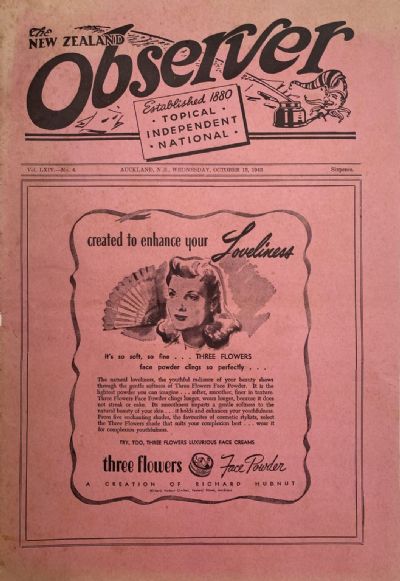 The
NEW ZEALAND
Observer
Established 1880
• TOPICAL •
INDEPENDENT
• NATIONAL •
Vol. LXIV.—No. 4. AUCKLAND, N.Z., WEDNESDAY, OCTOBER 13, 1943 Sixpence.
created to enhance your Loveliness
it's so soft, so fine . . . THREE FLOWERS
face powder clings so perfectly . . .
The natural loveliness, the youthful radiance of your beauty shows
through the gentle softness of Three Flowers Face Powder. It is the
lightest powder you can imagine . . . softer, smoother, finer in texture.
Three Flowers Face Powder clings longer, wears longer, because it does
not streak or cake. Its smoothness imparts a gentle softness to the
natural beauty of your skin . . . it holds and enhances your youthfulness.
From five enchanting shades, the favourites of cosmetic stylists, select
the Three Flowers shade that suits your complexion best . . . wear it
for complexion youthfulness.
TRY, TOO, THREE FLOWERS LUXURIOUS FACE CREAMS
three flowers Face Powder
A CREATION OF RICHARD HUDNUT
Richard Hudnut Limited,